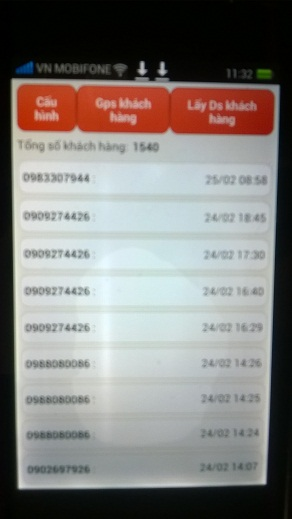 VN MOBIFONE 11:32
Cấu hình
Gps khách hàng
Lấy Ds khách hàng
Tổng số khách hàng: 1540
0983307944 : 25/02 08:58
0909274426 : 24/02 18:45
0909274426 : 24/02 17:30
0909274426 : 24/02 16:40
0909274426 : 24/02 16:29
0988080086 : 24/02 14:26
0988080086 : 24/02 14:25
0988080086 : 24/02 14:24
0902697926 : 24/02 14:07